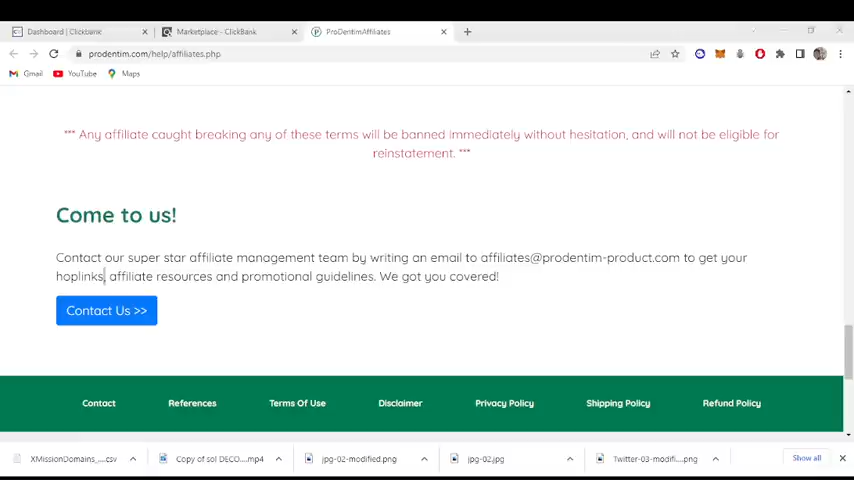 Dashboard | Clickbank
Marketplace - ClickBank
ProDentimAffiliates
prodentim.com/help/affiliates.php
Gmail
YouTube
Maps
*** Any affiliate caught breaking any of these terms will be banned immediately without hesitation, and will not be eligible for
reinstatement. ***
Come to us!
Contact our super star affiliate management team by writing an email to affiliates@prodentim-product.com to get your
hoplinks, affiliate resources and promotional guidelines. We got you covered!
Contact Us >>
Contact References Terms Of Use Disclaimer Privacy Policy Shipping Policy Refund Policy
XMissionDomains_....csv
Copy of sol DECO....mp4
jpg-02-modified.png
jpg-02.jpg
Twitter-03-modifi....png
Show all